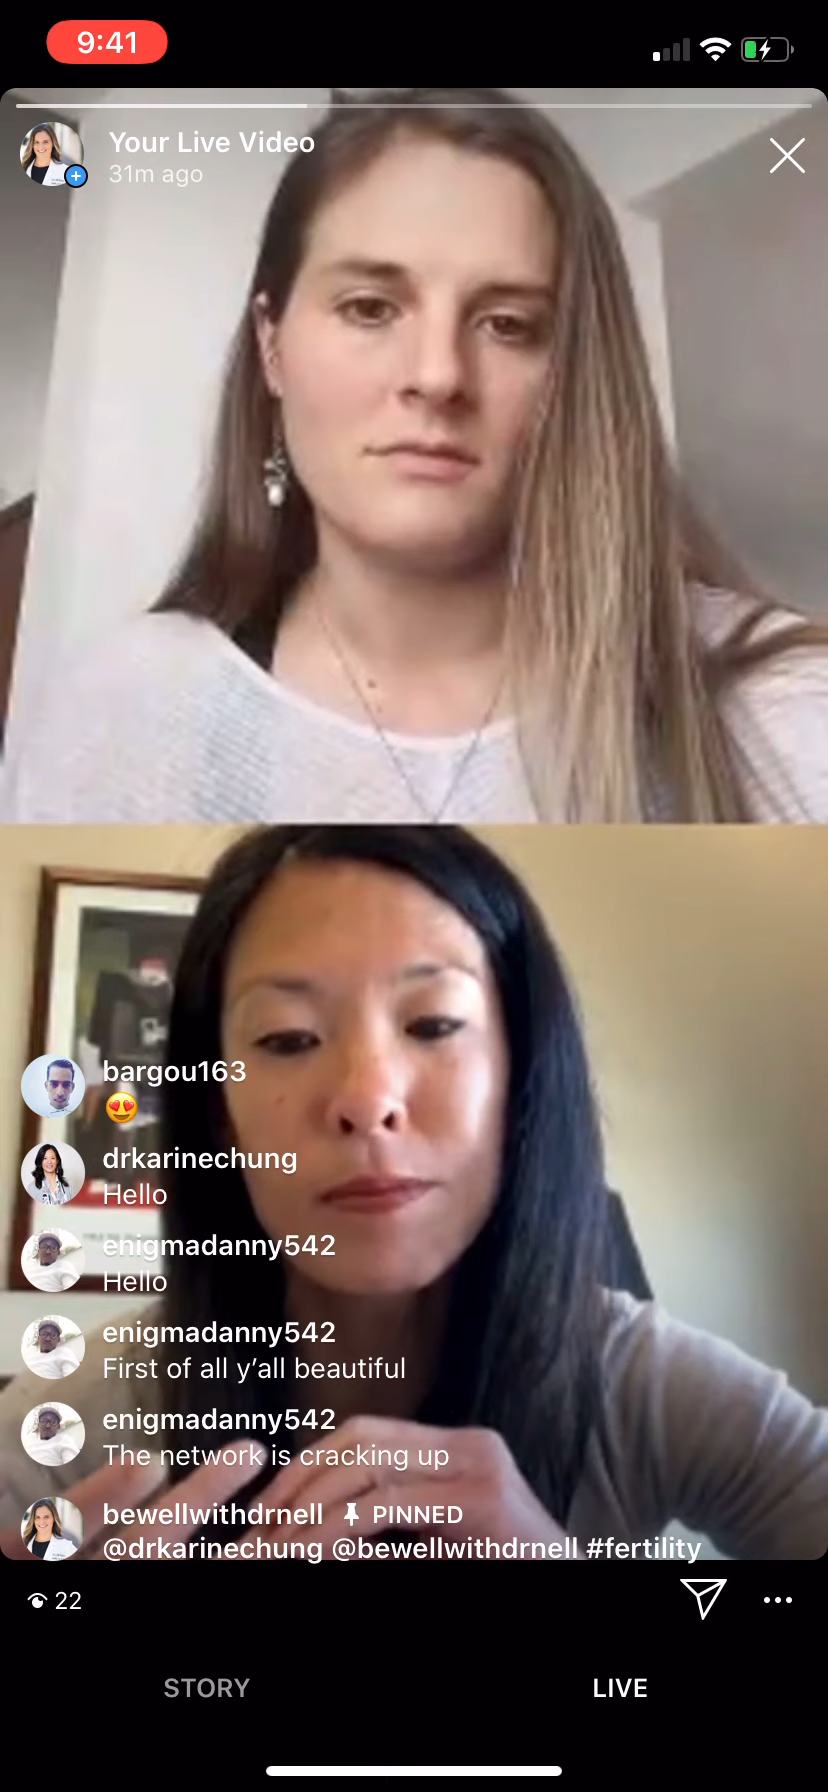 9:41
Your Live Video
31m ago
bargou163
😍
drkarinechung
Hello
enigmadanny542
Hello
enigmadanny542
First of all y’all beautiful
enigmadanny542
The network is cracking up
bewellwithdrnell PINNED
@drkarinechung @bewellwithdrnell #fertility
22
STORY
LIVE